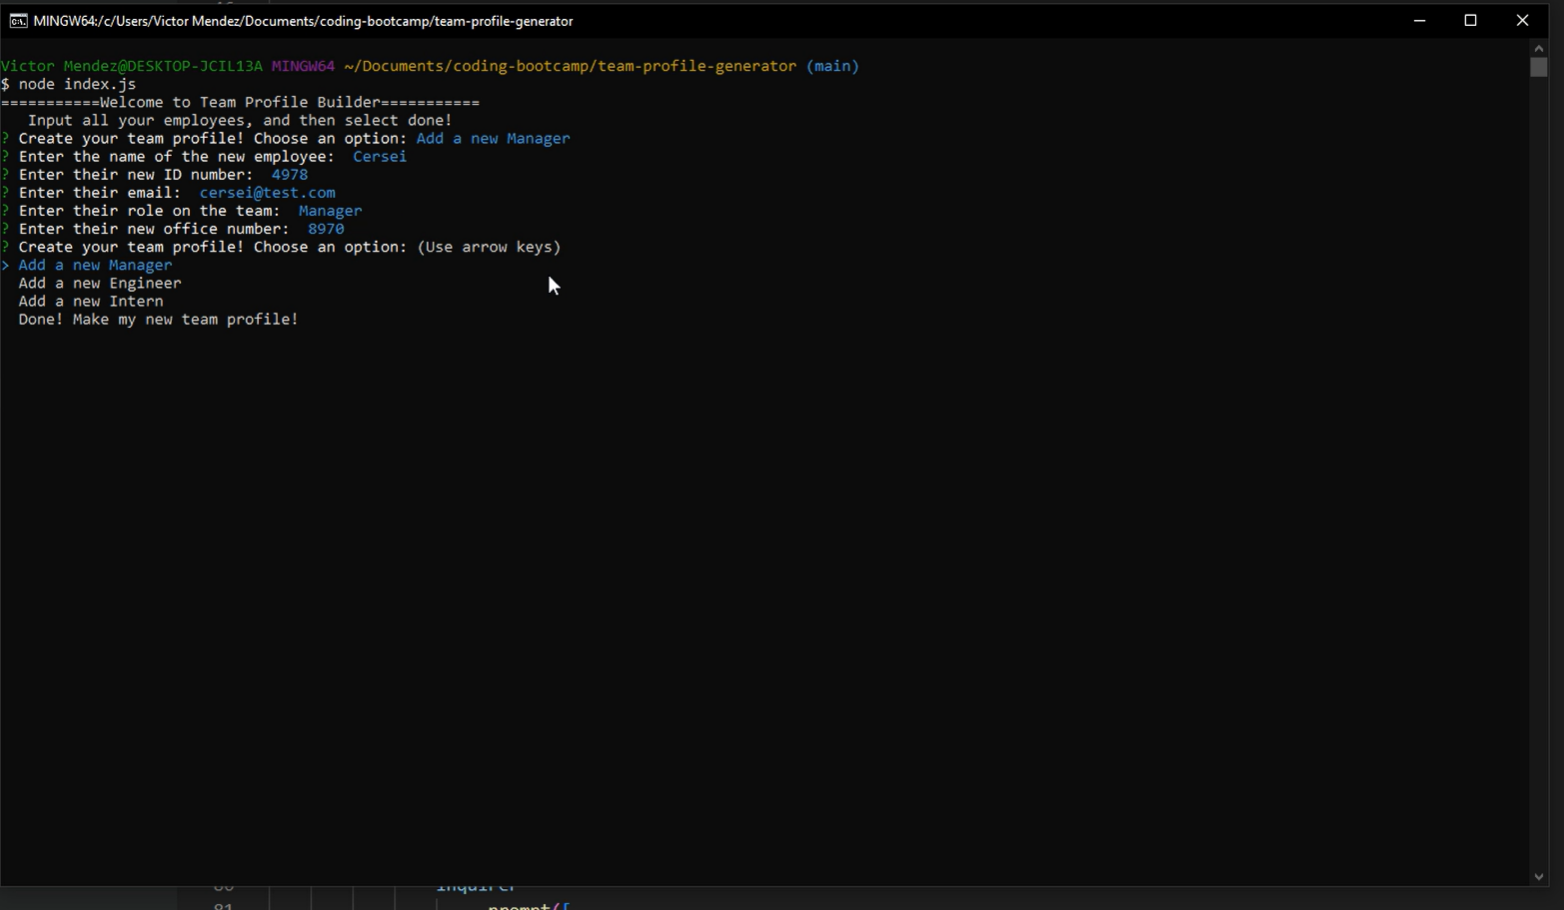 MINGW64:/c/Users/Victor Mendez/Documents/coding-bootcamp/team-profile-generator
Victor Mendez@DESKTOP-JCIL13A MINGW64 ~/Documents/coding-bootcamp/team-profile-generator (main)
$ node index.js
===========Welcome to Team Profile Builder===========
Input all your employees, and then select done!
? Create your team profile! Choose an option: Add a new Manager
? Enter the name of the new employee: Cersei
? Enter their new ID number: 4978
? Enter their email: cersei@test.com
? Enter their role on the team: Manager
? Enter their new office number: 8970
? Create your team profile! Choose an option: (Use arrow keys)
> Add a new Manager
Add a new Engineer
Add a new Intern
Done! Make my new team profile!